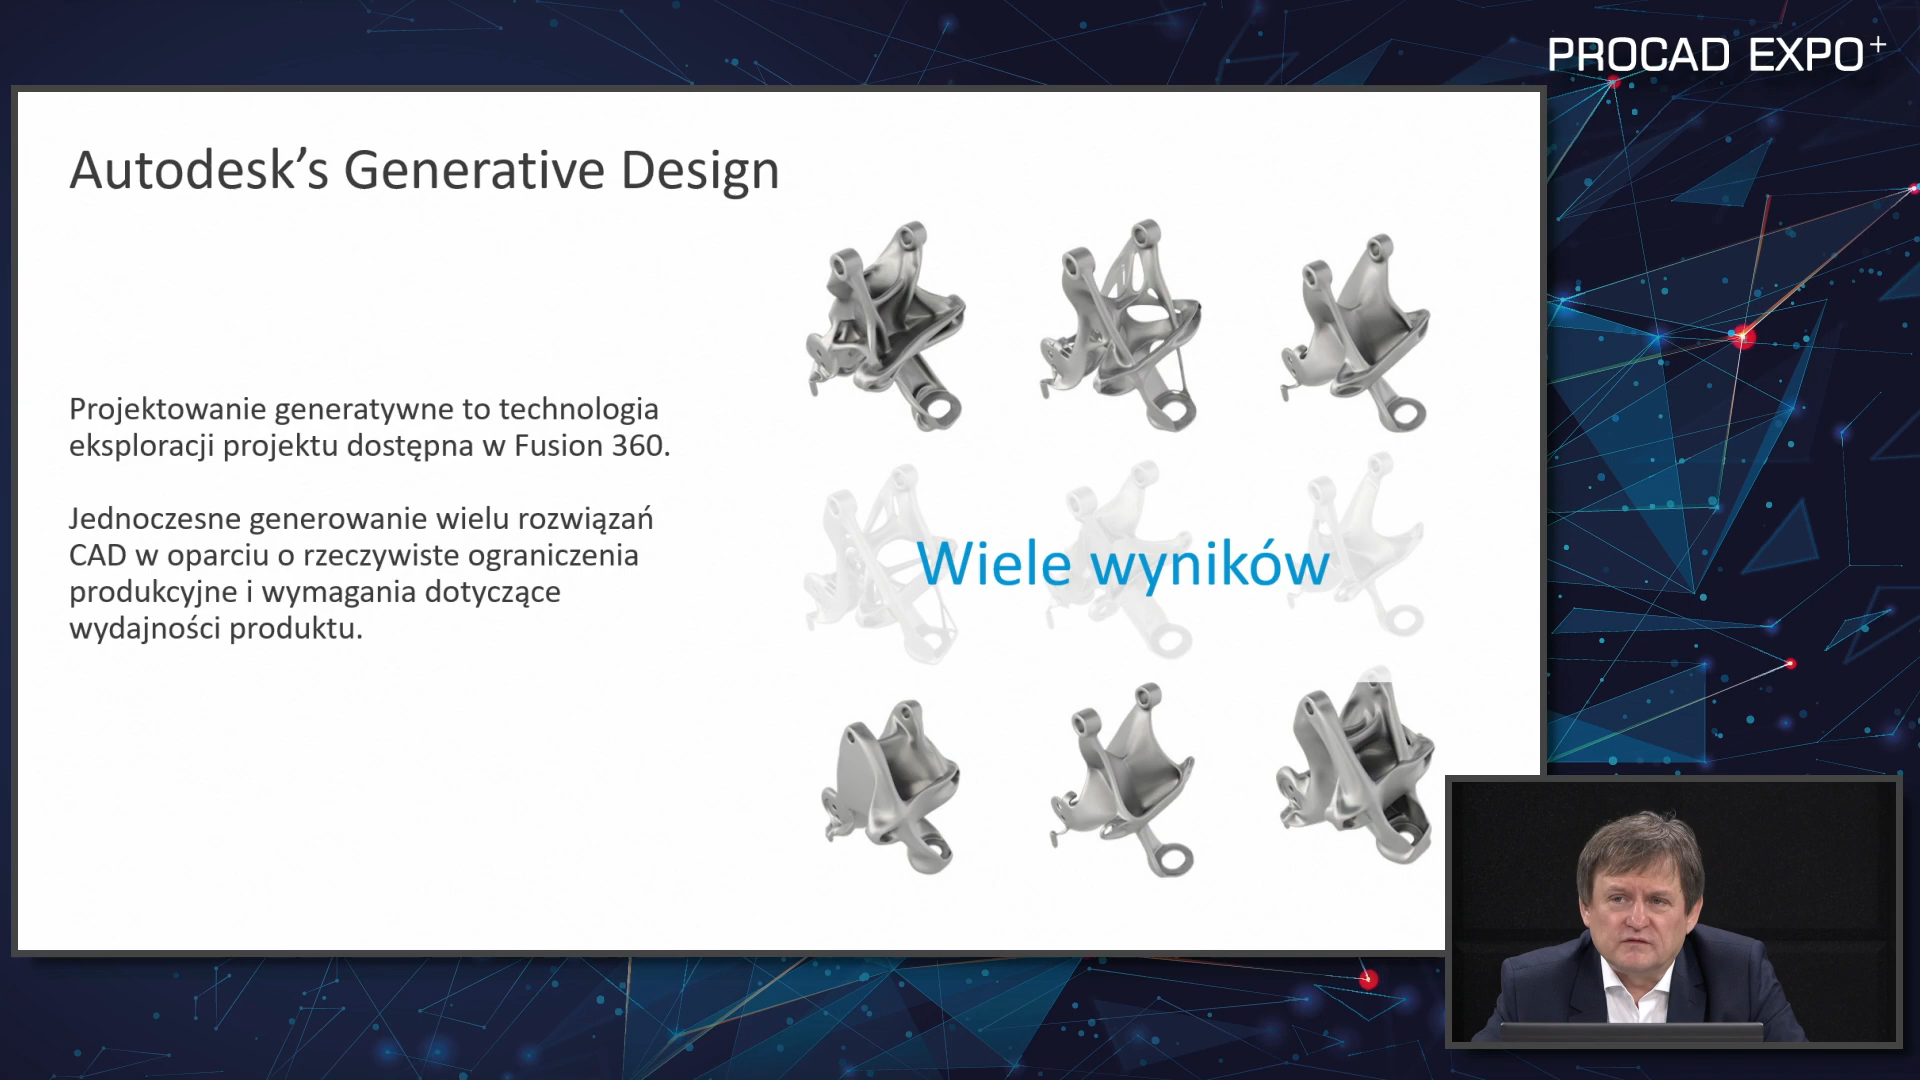 PROCAD EXPO+
Autodesk’s Generative Design
Projektowanie generatywne to technologia
eksploracji projektu dostępna w Fusion 360.
Jednoczesne generowanie wielu rozwiązań
CAD w oparciu o rzeczywiste ograniczenia
produkcyjne i wymagania dotyczące
wydajności produktu.
Wiele wyników